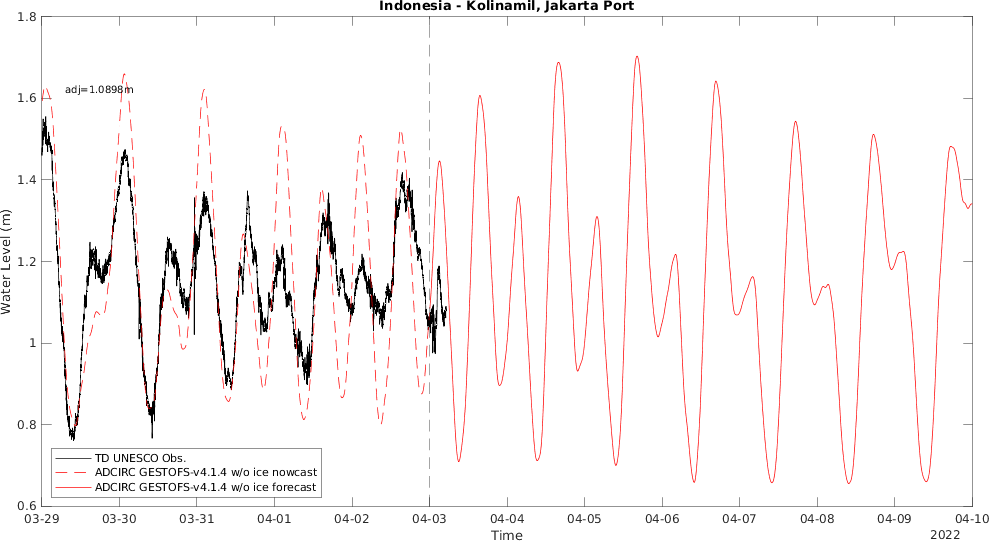 Indonesia - Kolinamil, Jakarta Port
1.8
1.6
1.4
1.2
1
0.8
0.6
Water Level (m)
adj=1.0898m
TD UNESCO Obs.
ADCIRC GESTOFS-v4.1.4 w/o ice nowcast
ADCIRC GESTOFS-v4.1.4 w/o ice forecast
03-29 03-30 03-31 04-01 04-02 04-03 04-04 04-05 04-06 04-07 04-08 04-09 04-10
Time
2022